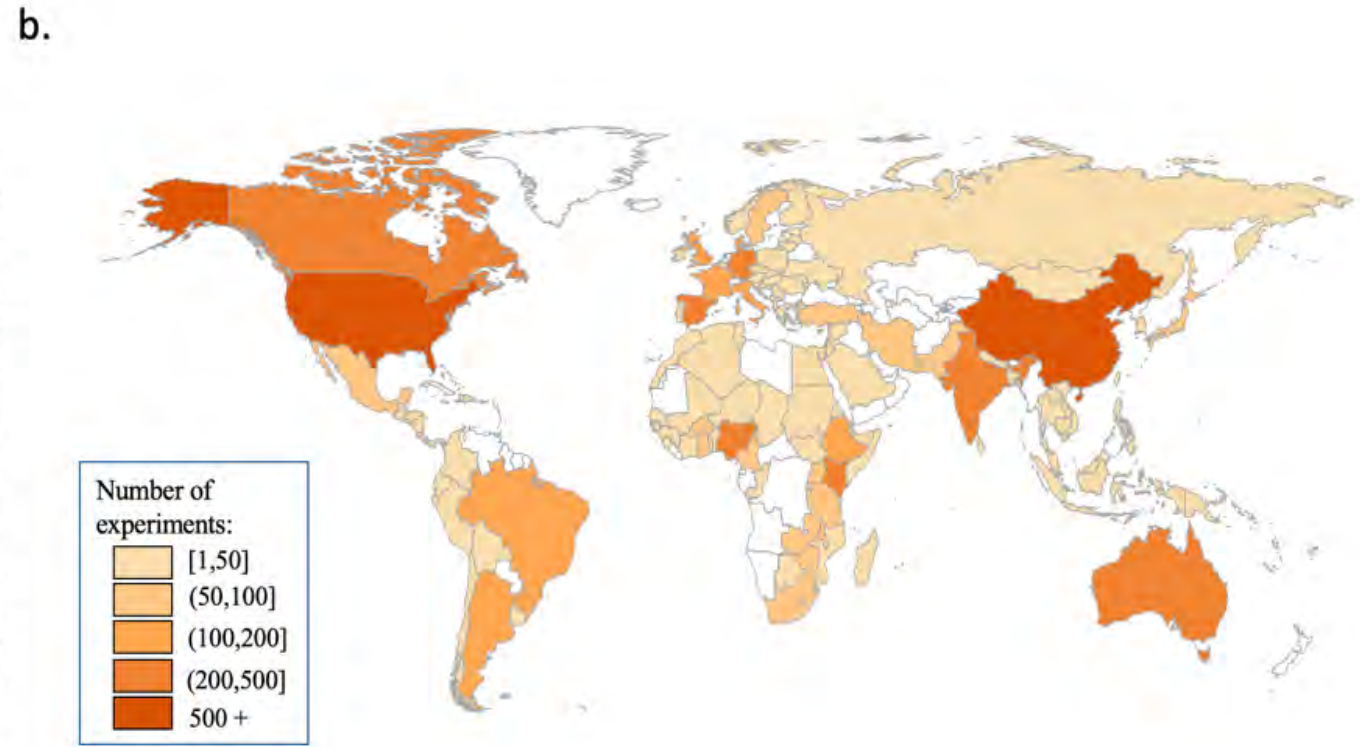 b.
Number of
experiments:
[1,50]
(50,100]
(100,200]
(200,500]
500 +